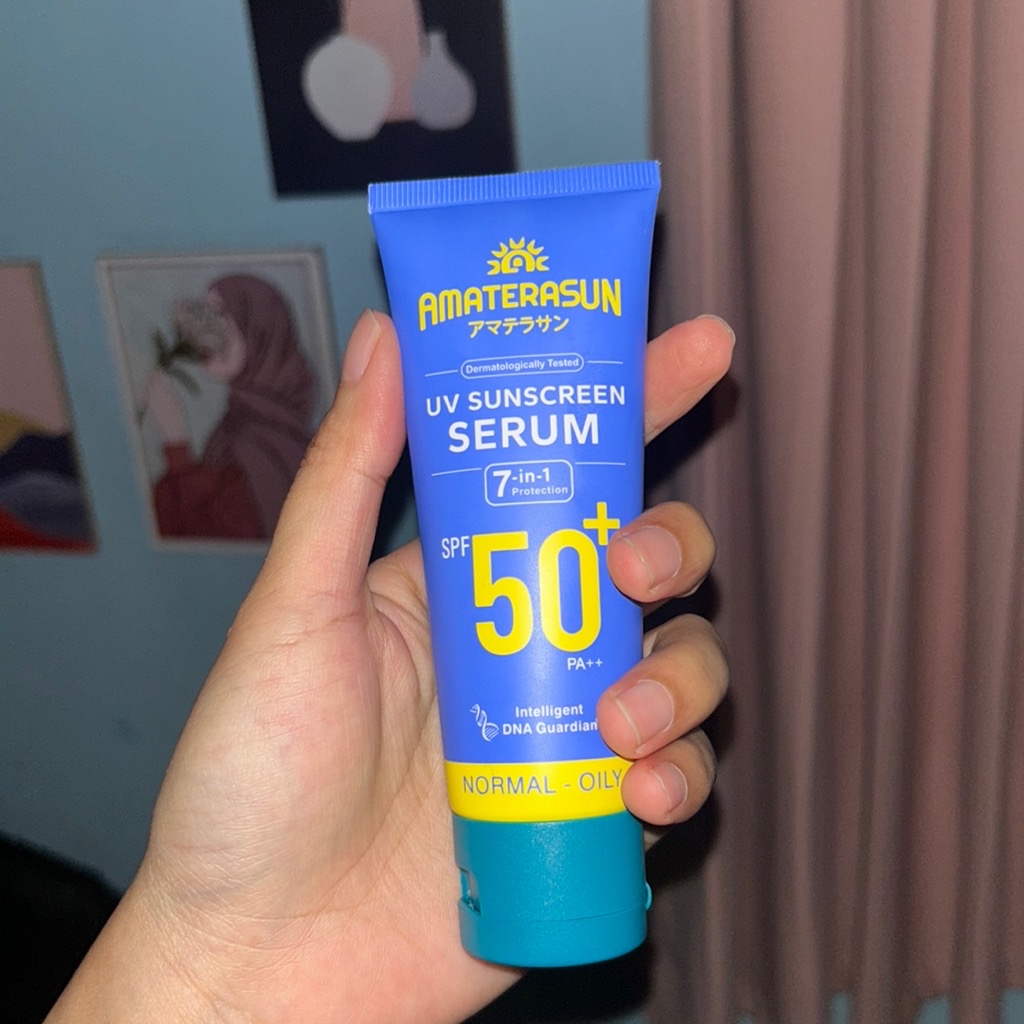 AMATERASUN
アマテラサン
Dermatologically Tested
UV SUNSCREEN
SERUM
7-in-1
Protection
SPF 50+
PA++
Intelligent
DNA Guardian
NORMAL - OILY